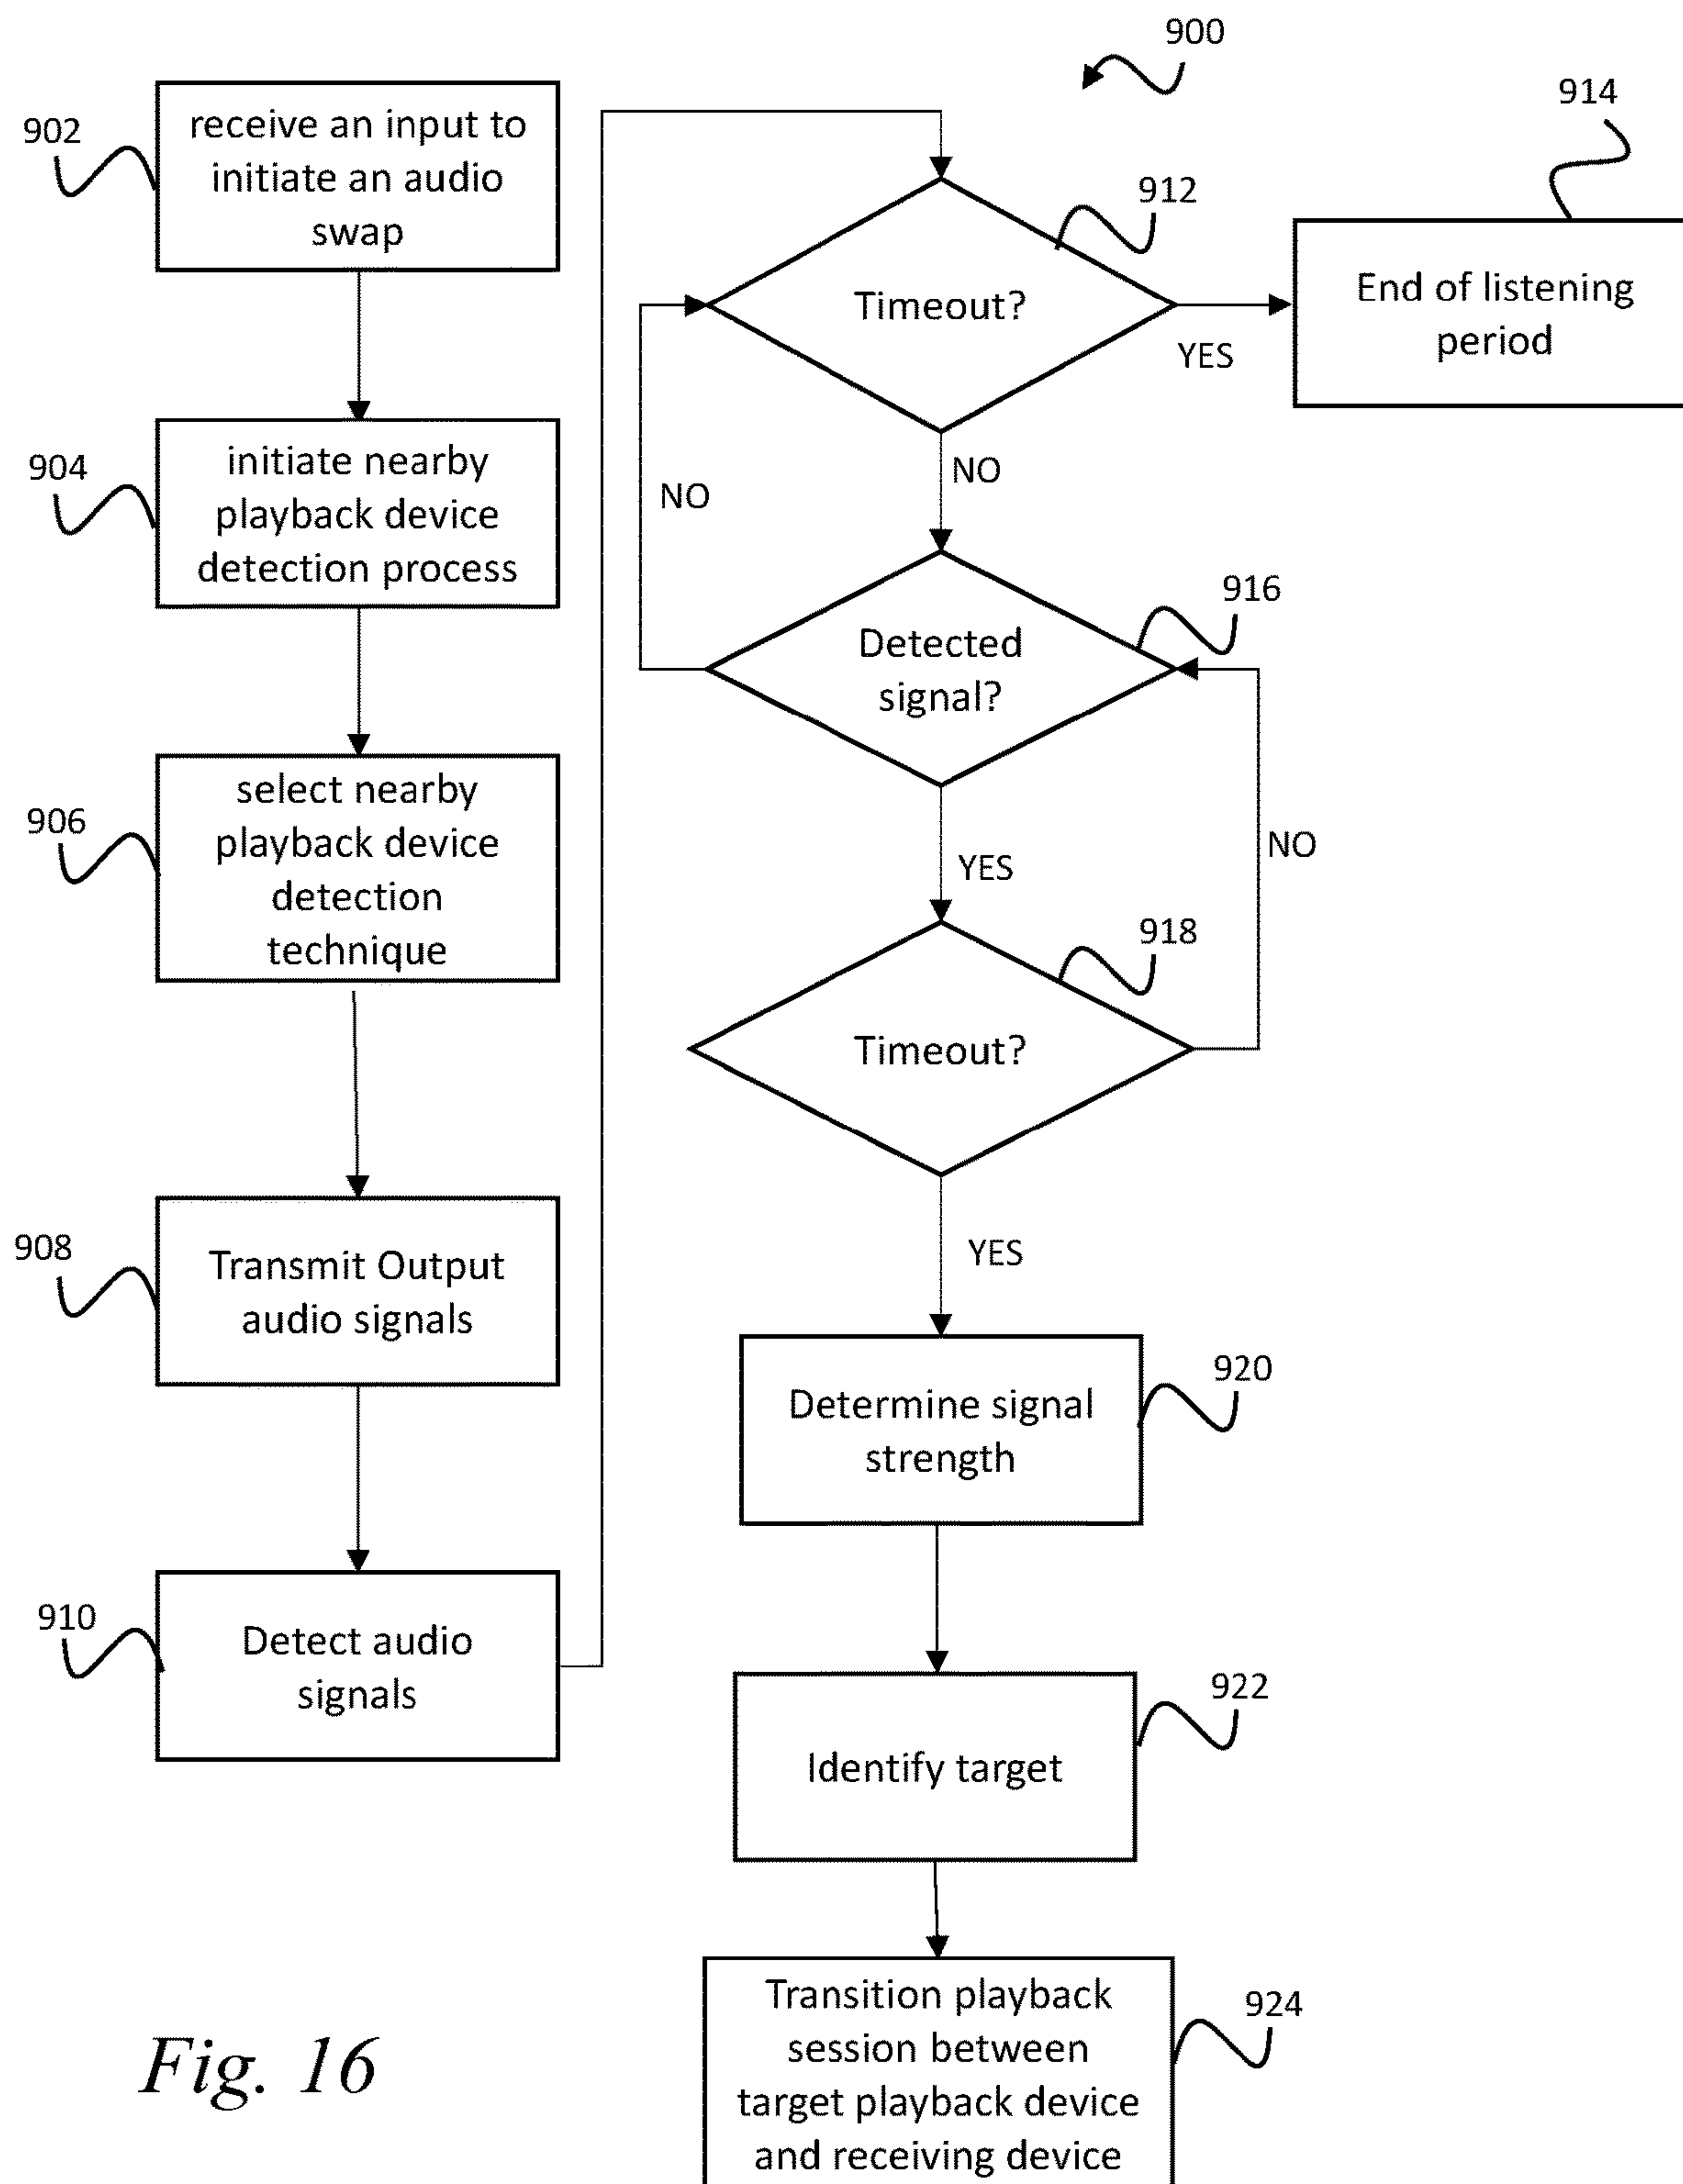 900
902
receive an input to
initiate an audio
swap
904
initiate nearby
playback device
detection process
906
select nearby
playback device
detection
technique
908
Transmit Output
audio signals
910
Detect audio
signals
912
Timeout?
YES
914
End of listening
period
NO
NO
916
Detected
signal?
YES
NO
918
Timeout?
YES
920
Determine signal
strength
922
Identify target
924
Transition playback
session between
target playback device
and receiving device
Fig. 16